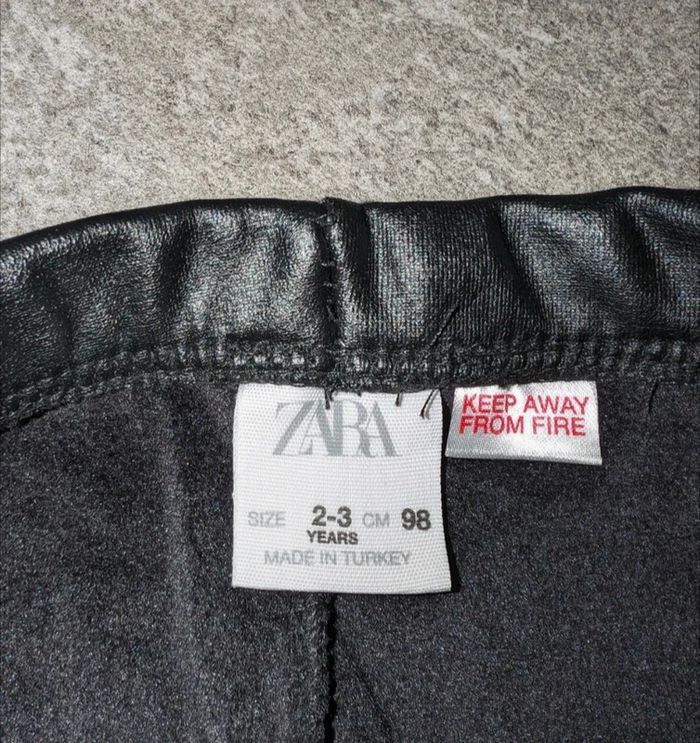 ZARA
SIZE 2-3 CM 98
YEARS
MADE IN TURKEY
KEEP AWAY
FROM FIRE